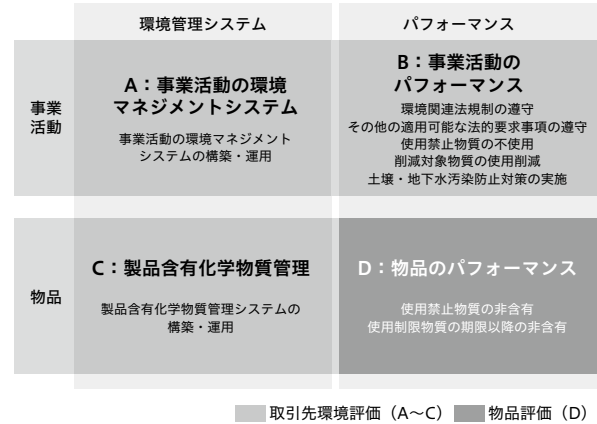 環境管理システム
パフォーマンス
事業
活動
A：事業活動の環境
マネジメントシステム
事業活動の環境マネジメント
システムの構築・運用
B：事業活動の
パフォーマンス
環境関連法規制の遵守
その他の適用可能な法的要求事項の遵守
使用禁止物質の不使用
削減対象物質の使用削減
土壌・地下水汚染防止対策の実施
物品
C：製品含有化学物質管理
製品含有化学物質管理システムの
構築・運用
D：物品のパフォーマンス
使用禁止物質の非含有
使用制限物質の期限以降の非含有
取引先環境評価（A～C）
物品評価（D）